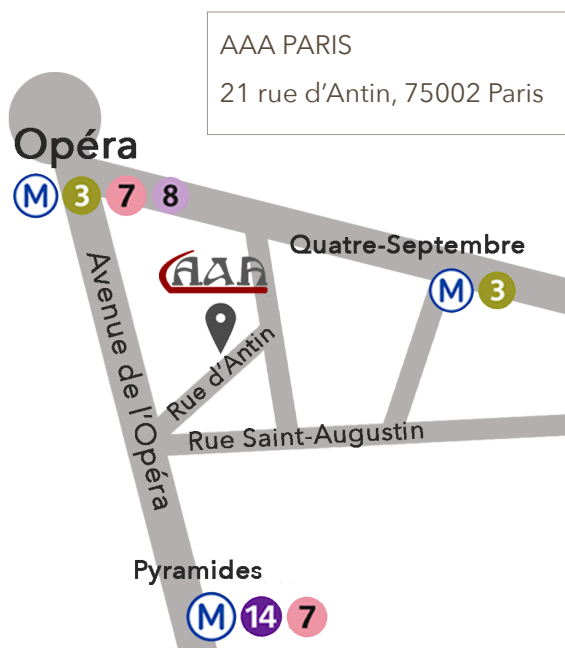 AAA PARIS
21 rue d’Antin, 75002 Paris
Opéra
M 3 7 8
Quatre-Septembre
M 3
AAA
Avenue de l’Opéra
Rue d’Antin
Rue Saint-Augustin
Pyramides
M 14 7